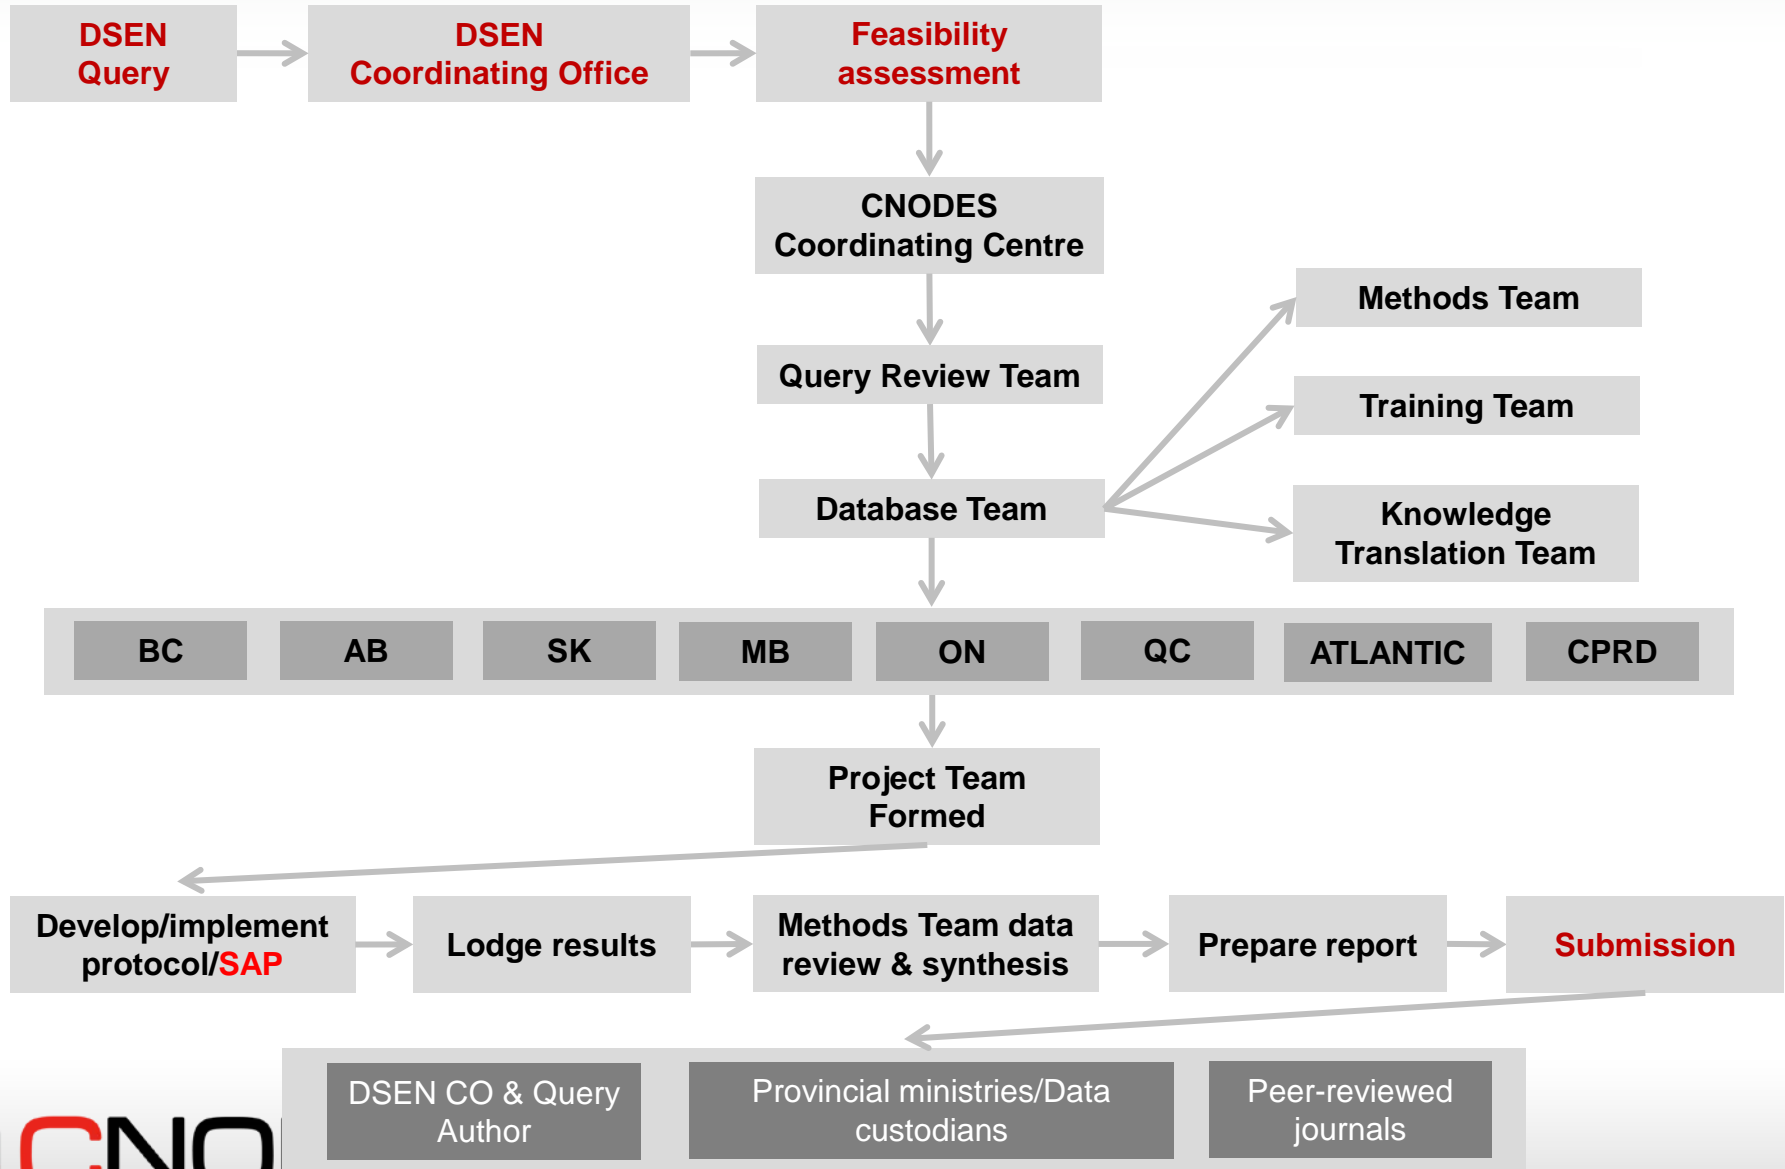 DSEN
Query
DSEN
Coordinating Office
Feasibility
assessment
CNODES
Coordinating Centre
Query Review Team
Database Team
Methods Team
Training Team
Knowledge
Translation Team
BC
AB
SK
MB
ON
QC
ATLANTIC
CPRD
Project Team
Formed
Develop/implement
protocol/SAP
Lodge results
Methods Team data
review & synthesis
Prepare report
Submission
DSEN CO & Query
Author
Provincial ministries/Data
custodians
Peer-reviewed
journals
CNO